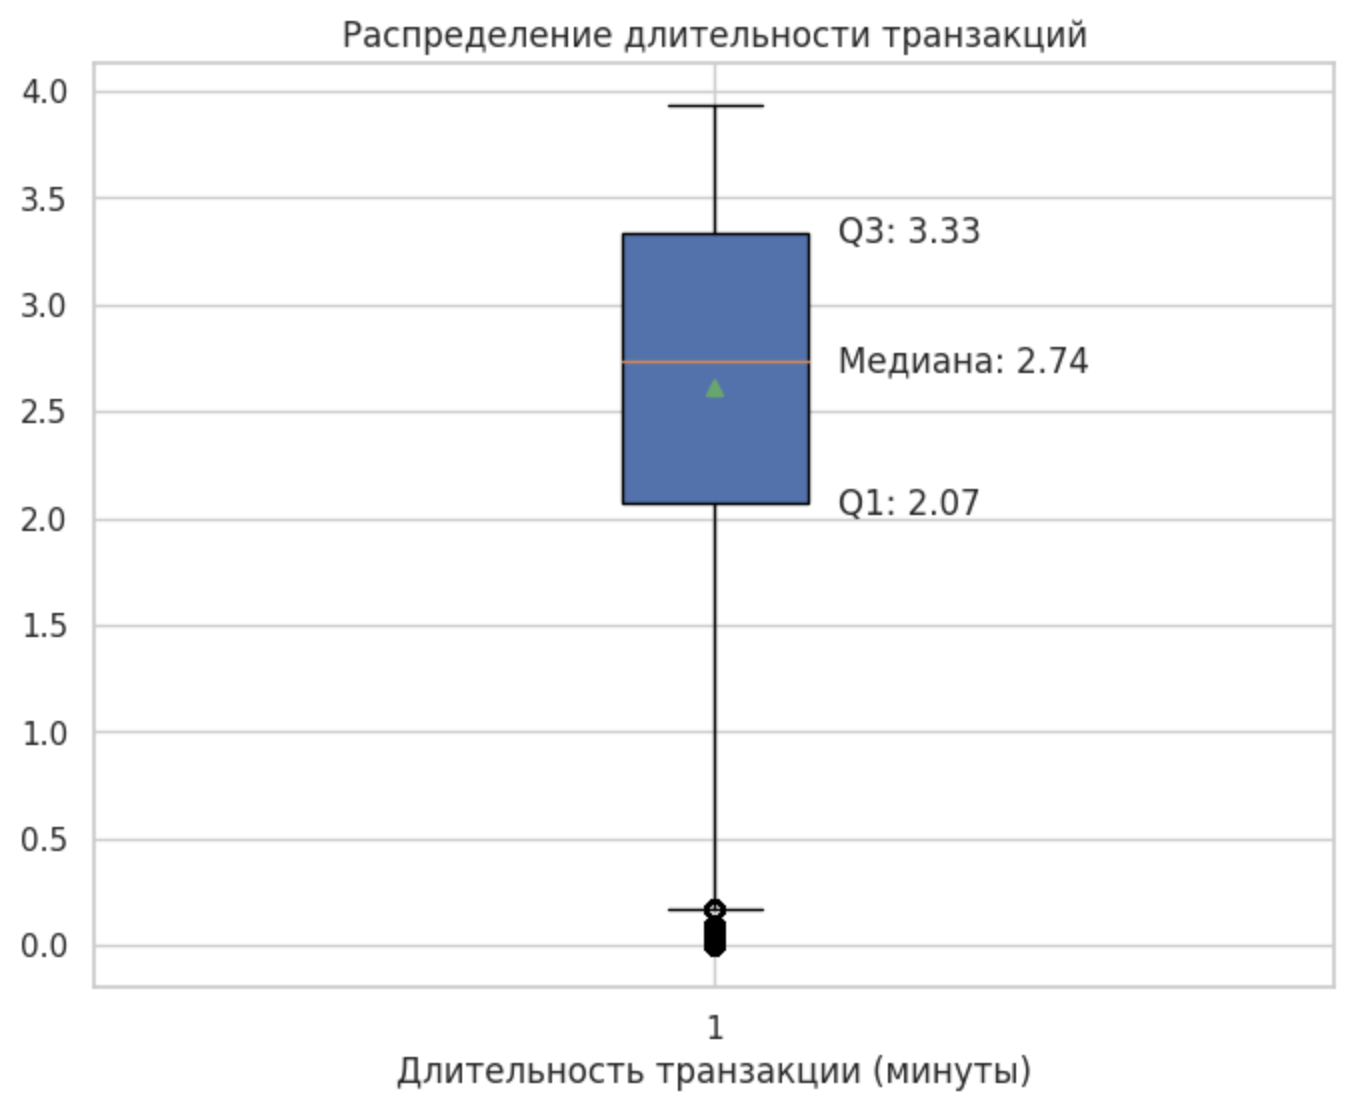 Распределение длительности транзакций
4.0
3.5
Q3: 3.33
3.0
Медиана: 2.74
2.5
Q1: 2.07
2.0
1.5
1.0
0.5
0.0
1
Длительность транзакции (минуты)